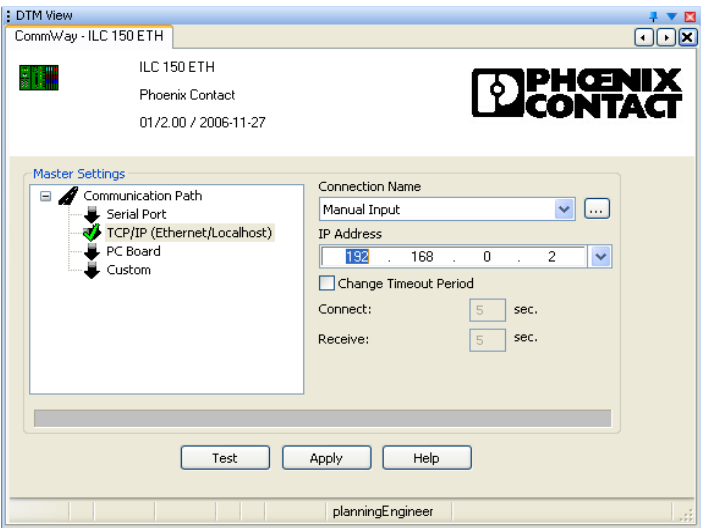 DTM View
CommWay - ILC 150 ETH
ILC 150 ETH
Phoenix Contact
01/2.00 / 2006-11-27
PHŒNIX
CONTACT
Master Settings
Communication Path
Serial Port
TCP/IP (Ethernet/Localhost)
PC Board
Custom
Connection Name
Manual Input
...
IP Address
192 . 168 . 0 . 2
Change Timeout Period
Connect: 5 sec.
Receive: 5 sec.
Test Apply Help
planningEngineer